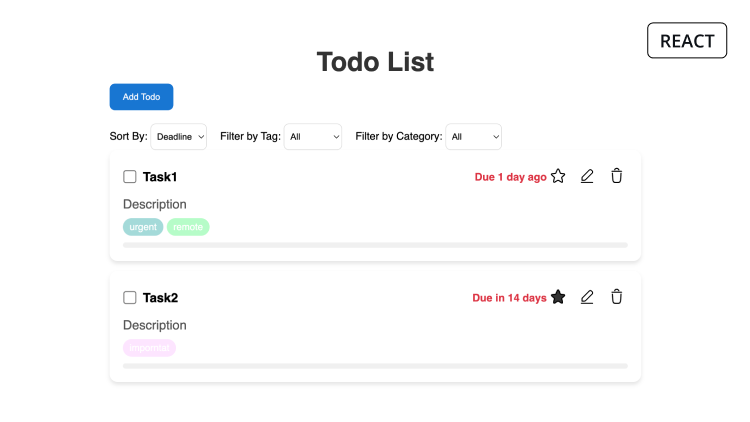 REACT
Todo List
Add Todo
Sort By: Deadline Filter by Tag: All Filter by Category: All
Task1 Due 1 day ago
Description
urgent remote
Task2 Due in 14 days
Description
imporntat